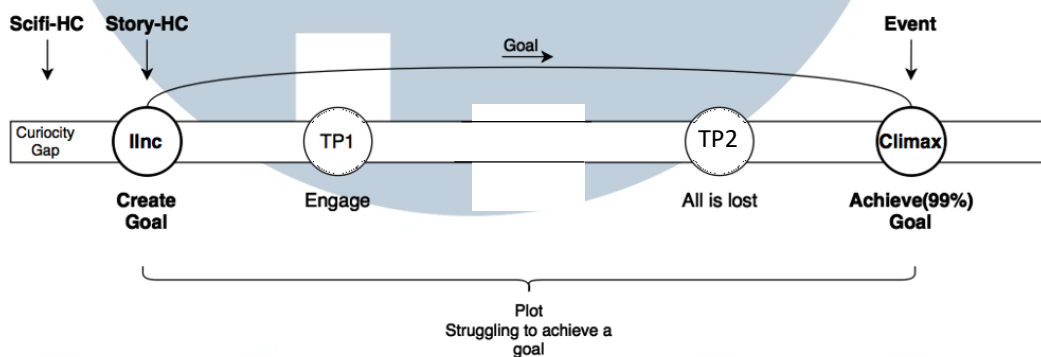 Scifi-HC
Story-HC
Event
Goal
Curiocity
Gap
IInc
TP1
TP2
Climax
Create
Goal
Engage
All is lost
Achieve(99%)
Goal
Plot
Struggling to achieve a
goal